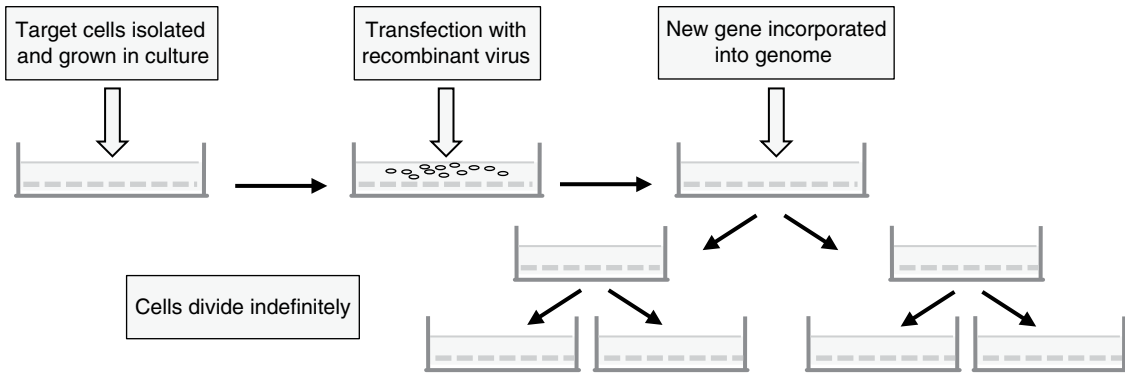 Target cells isolated
and grown in culture
Transfection with
recombinant virus
New gene incorporated
into genome
Cells divide indefinitely